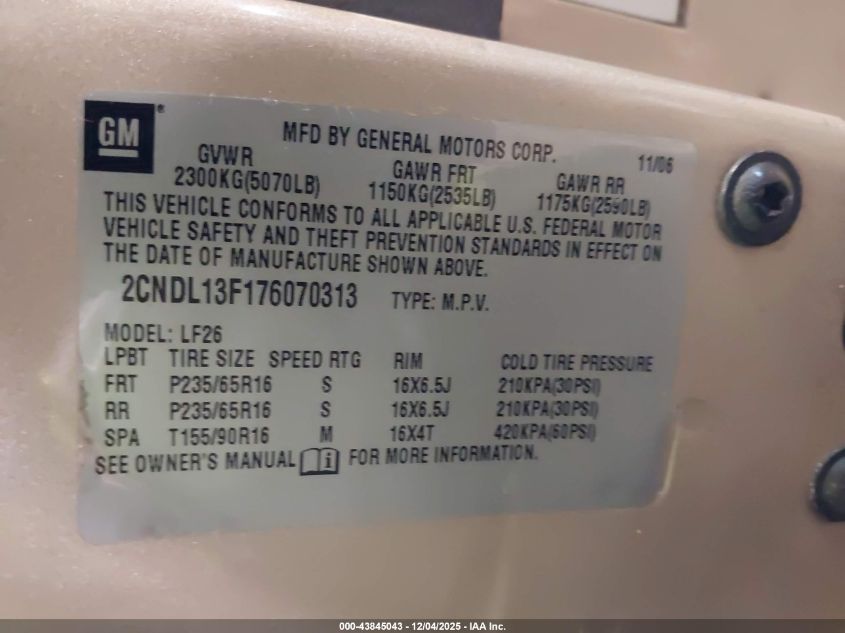 GM ®
MFD BY GENERAL MOTORS CORP. 11/06
GVWR GAWR FRT GAWR RR
2300KG(5070LB) 1150KG(2535LB) 1175KG(2590LB)
THIS VEHICLE CONFORMS TO ALL APPLICABLE U.S. FEDERAL MOTOR
VEHICLE SAFETY AND THEFT PREVENTION STANDARDS IN EFFECT ON
THE DATE OF MANUFACTURE SHOWN ABOVE.
2CNDL13F176070313 TYPE: M.P.V.
MODEL: LF26
LPBT TIRE SIZE SPEED RTG RIM COLD TIRE PRESSURE
FRT P235/65R16 S 16X6.5J 210KPA(30PSI)
RR P235/65R16 S 16X6.5J 210KPA(30PSI)
SPA T155/90R16 M 16X4T 420KPA(60PSI)
SEE OWNER'S MANUAL i FOR MORE INFORMATION.
000-43845043 - 12/04/2025 - IAA Inc.